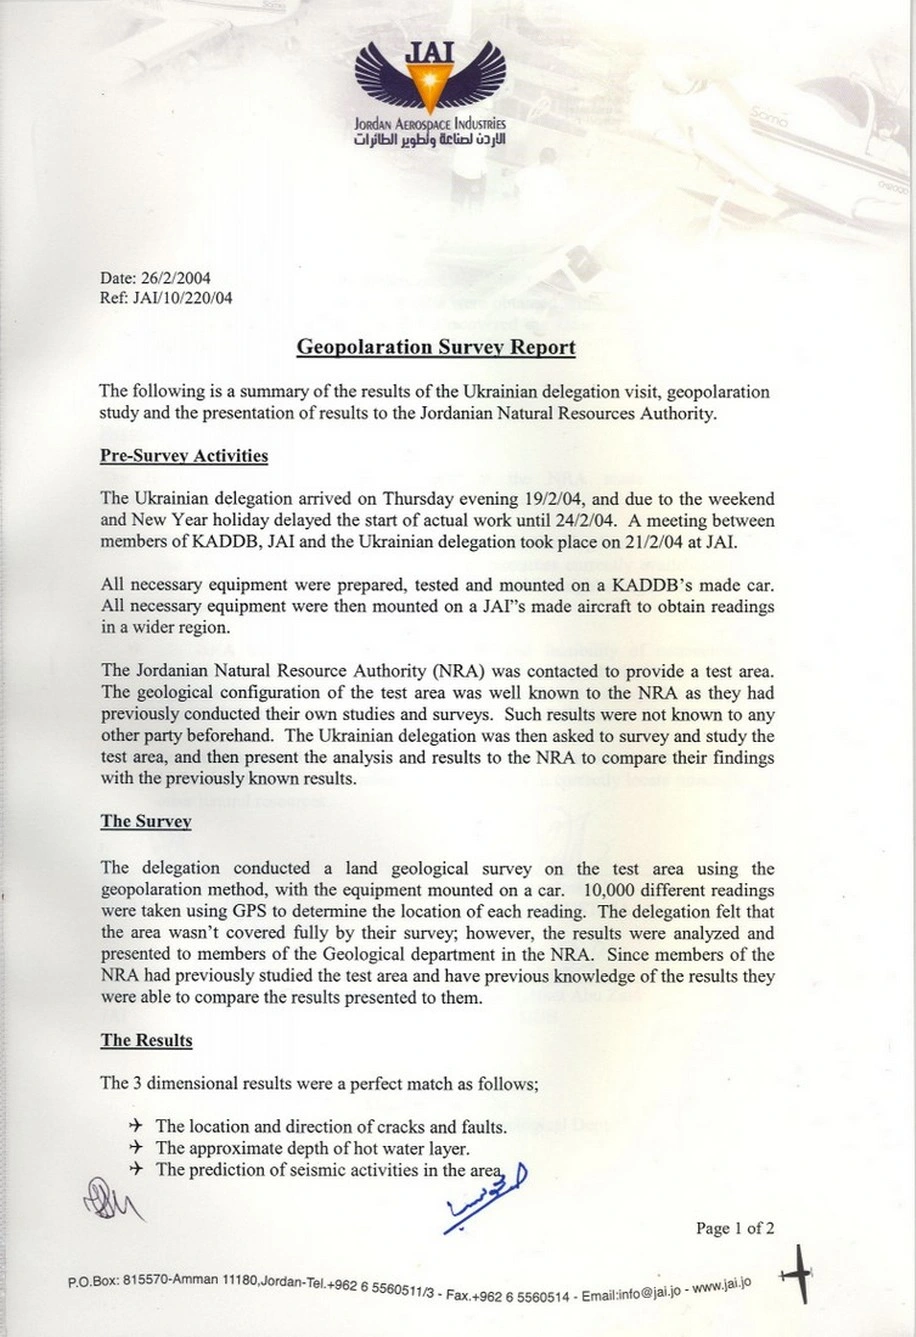 JAI
JORDAN AEROSPACE INDUSTRIES
الاردن لصناعة وتطوير الطائرات
Sama
Date: 26/2/2004
Ref: JAI/10/220/04
Geopolaration Survey Report
The following is a summary of the results of the Ukrainian delegation visit, geopolaration
study and the presentation of results to the Jordanian Natural Resources Authority.
Pre-Survey Activities
The Ukrainian delegation arrived on Thursday evening 19/2/04, and due to the weekend
and New Year holiday delayed the start of actual work until 24/2/04.  A meeting between
members of KADDB, JAI and the Ukrainian delegation took place on 21/2/04 at JAI.
All necessary equipment were prepared, tested and mounted on a KADDB's made car.
All necessary equipment were then mounted on a JAI"s made aircraft to obtain readings
in a wider region.
The Jordanian Natural Resource Authority (NRA) was contacted to provide a test area.
The geological configuration of the test area was well known to the NRA as they had
previously conducted their own studies and surveys.  Such results were not known to any
other party beforehand.  The Ukrainian delegation was then asked to survey and study the
test area, and then present the analysis and results to the NRA to compare their findings
with the previously known results.
The Survey
The delegation conducted a land geological survey on the test area using the
geopolaration method, with the equipment mounted on a car.  10,000 different readings
were taken using GPS to determine the location of each reading.  The delegation felt that
the area wasn't covered fully by their survey; however, the results were analyzed and
presented to members of the Geological department in the NRA.  Since members of the
NRA had previously studied the test area and have previous knowledge of the results they
were able to compare the results presented to them.
The Results
The 3 dimensional results were a perfect match as follows;
✈ The location and direction of cracks and faults.
✈ The approximate depth of hot water layer.
✈ The prediction of seismic activities in the area.
Page 1 of 2
P.O.Box: 815570-Amman 11180,Jordan-Tel.+962 6 5560511/3 - Fax.+962 6 5560514 - Email:info@jai.jo - www.jai.jo